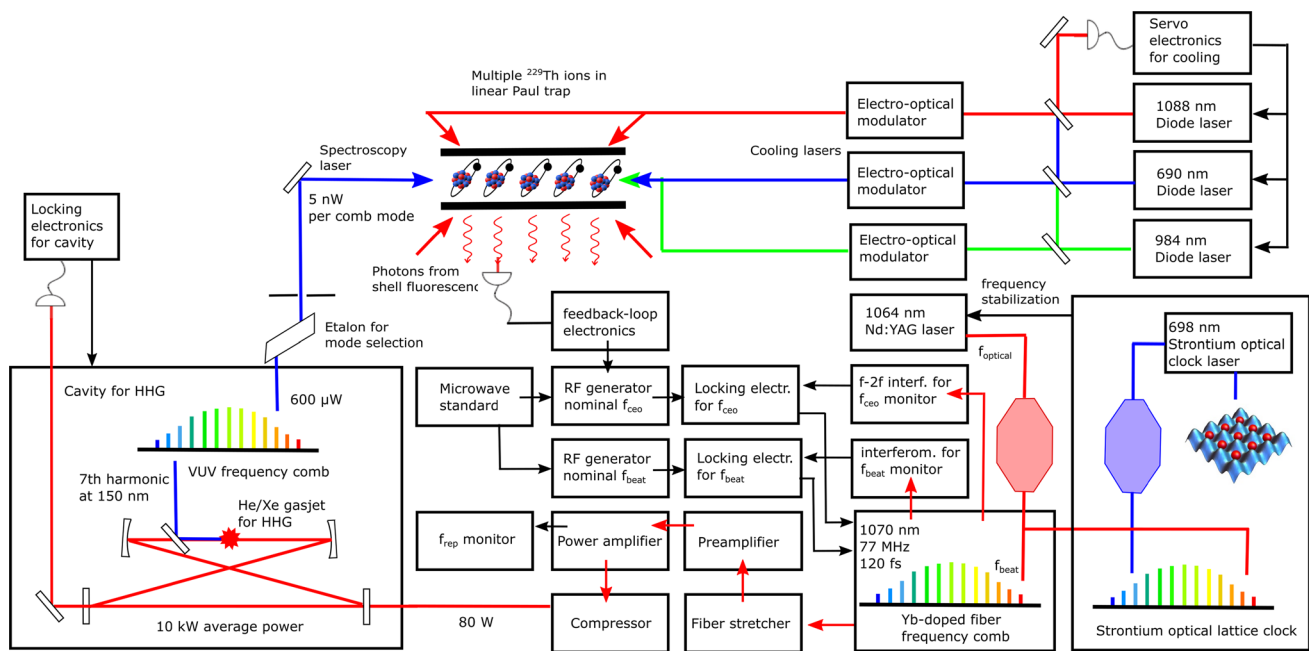 Servo
electronics
for cooling
Multiple ²²⁹Th ions in
linear Paul trap
Electro-optical
modulator
1088 nm
Diode laser
Spectroscopy
laser
Cooling lasers
Electro-optical
modulator
690 nm
Diode laser
5 nW
per comb mode
Locking
electronics
for cavity
Electro-optical
modulator
984 nm
Diode laser
Photons from
shell fluorescenc
frequency
stabilization
feedback-loop
electronics
1064 nm
Nd:YAG laser
698 nm
Strontium optical
clock laser
Etalon for
mode selection
f_optical
Cavity for HHG
Microwave
standard
RF generator
nominal f_ceo
Locking electr.
for f_ceo
f-2f interf. for
f_ceo monitor
600 μW
VUV frequency comb
RF generator
nominal f_beat
Locking electr.
for f_beat
interferom. for
f_beat monitor
7th harmonic
at 150 nm
He/Xe gasjet
for HHG
f_rep monitor
Power amplifier
Preamplifier
1070 nm
77 MHz
120 fs
f_beat
10 kW average power
80 W
Compressor
Fiber stretcher
Yb-doped fiber
frequency comb
Strontium optical lattice clock